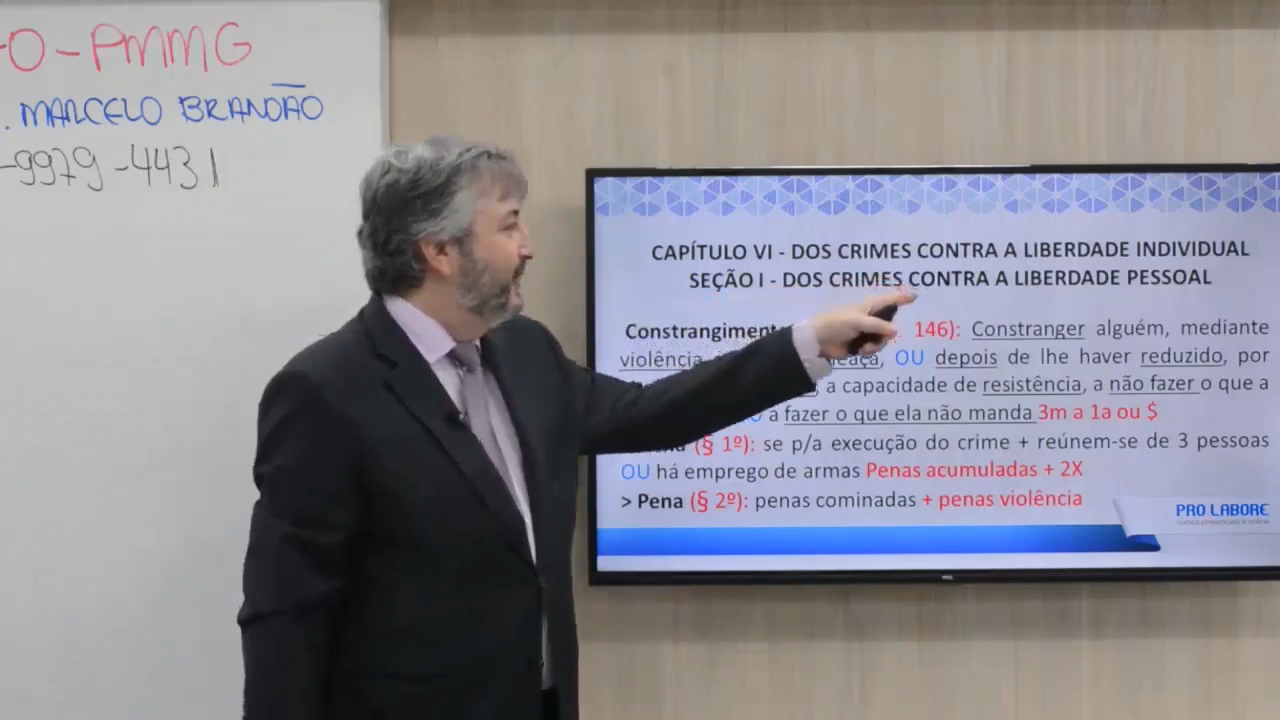 O-PMMG
. MARCELO BRANDÃO
-9979-4431
CAPÍTULO VI - DOS CRIMES CONTRA A LIBERDADE INDIVIDUAL
SEÇÃO I - DOS CRIMES CONTRA A LIBERDADE PESSOAL
146): Constranger alguém, mediante
violência OU depois de lhe haver reduzido, por
a capacidade de resistência, a não fazer o que a
a fazer o que ela não manda 3m a 1a ou $
(§ 1º): se p/a execução do crime + reúnem-se de 3 pessoas
OU há emprego de armas Penas acumuladas + 2X
> Pena (§ 2º): penas cominadas + penas violência
PRO LABORE